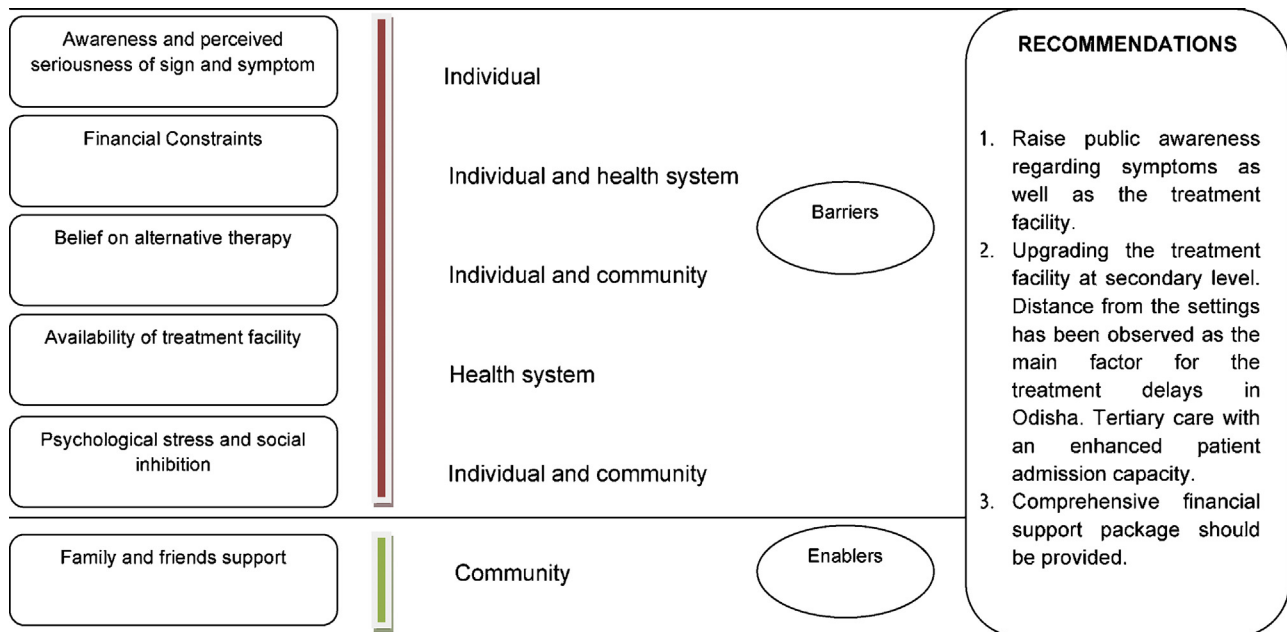 Awareness and perceived
seriousness of sign and symptom
Individual
Financial Constraints
Individual and health system
Belief on alternative therapy
Individual and community
Availability of treatment facility
Health system
Psychological stress and social
inhibition
Individual and community
Barriers
Family and friends support
Community
Enablers
RECOMMENDATIONS
1. Raise public awareness
regarding symptoms as
well as the treatment
facility.
2. Upgrading the treatment
facility at secondary level.
Distance from the settings
has been observed as the
main factor for the
treatment delays in
Odisha. Tertiary care with
an enhanced patient
admission capacity.
3. Comprehensive financial
support package should
be provided.